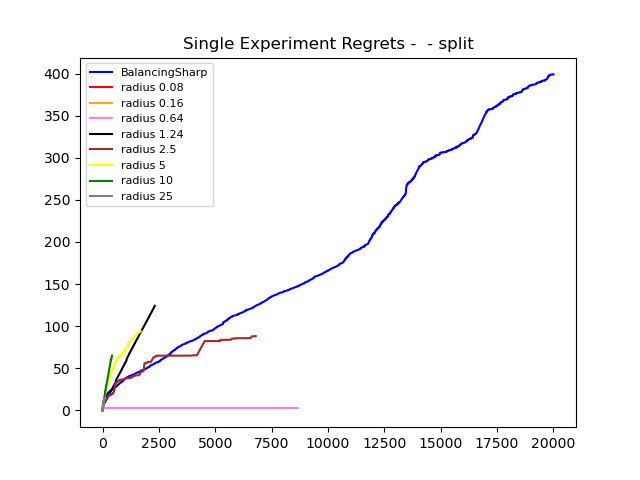 Single Experiment Regrets -  - split
400
350
300
250
200
150
100
50
0
BalancingSharp
radius 0.08
radius 0.16
radius 0.64
radius 1.24
radius 2.5
radius 5
radius 10
radius 25
0 2500 5000 7500 10000 12500 15000 17500 20000